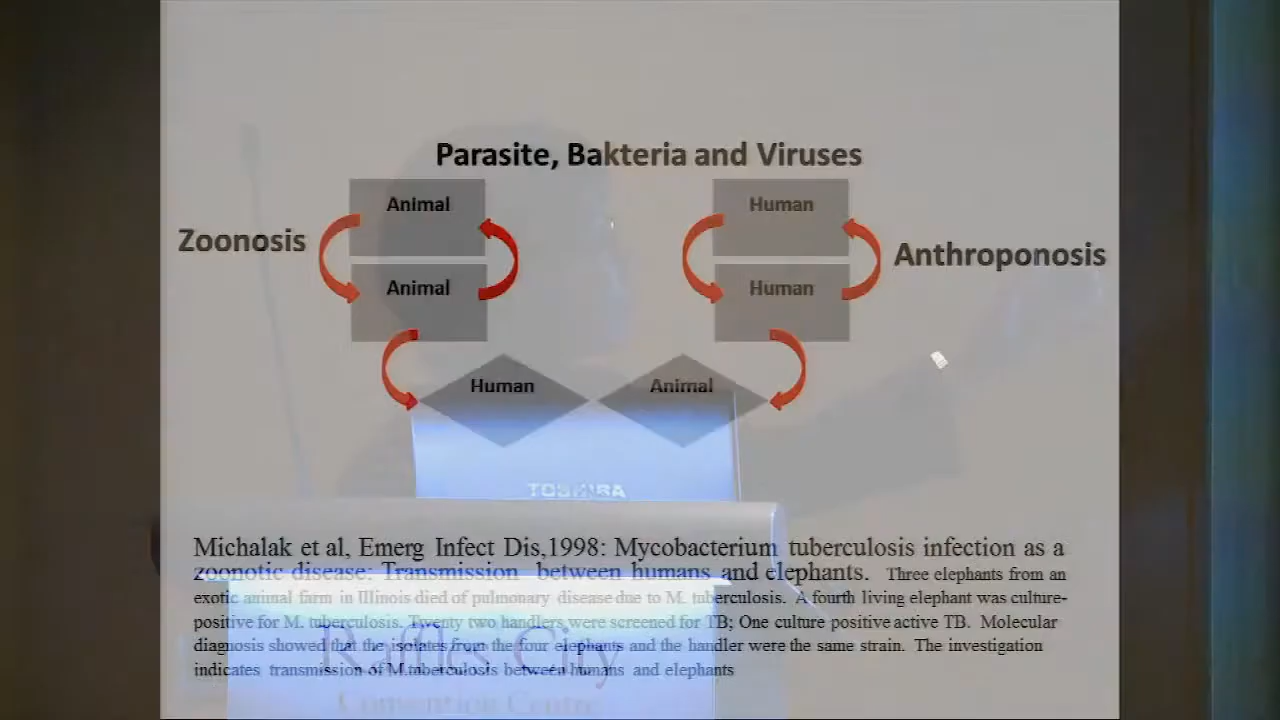 Parasite, Bakteria and Viruses
Animal
Human
Zoonosis
Anthroponosis
Animal
Human
Human
Animal
TOSHIBA
Michalak et al, Emerg Infect Dis,1998: Mycobacterium tuberculosis infection as a
zoonotic disease: Transmission between humans and elephants. Three elephants from an
exotic animal farm in Illinois died of pulmonary disease due to M. tuberculosis. A fourth living elephant was culture-
positive for M. tuberculosis. Twenty two handlers were screened for TB; One culture positive active TB. Molecular
diagnosis showed that the isolates from the four elephants and the handler were the same strain. The investigation
indicates transmission of M.tuberculosis between humans and elephants
Raffles City
Convention Centre